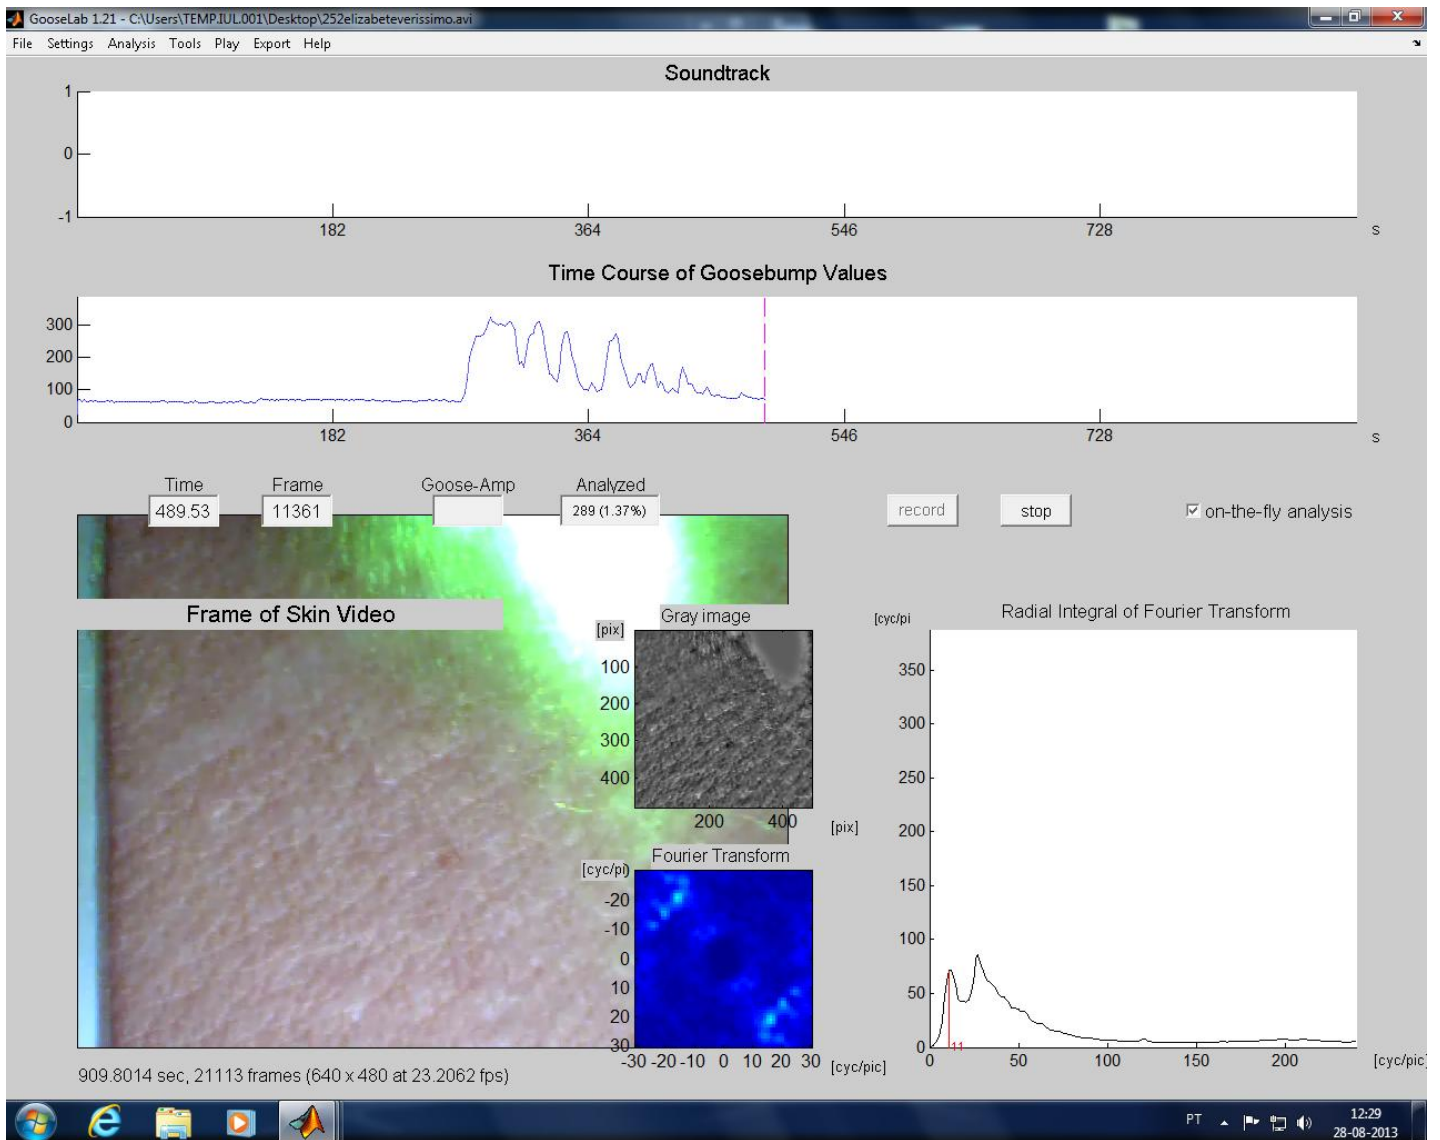 GooseLab 1.21 - C:\Users\TEMP.IUL.001\Desktop\252elizabeteverissimo.avi
File Settings Analysis Tools Play Export Help
Soundtrack
1
0
-1
182 364 546 728 s
Time Course of Goosebump Values
300
200
100
0
182 364 546 728 s
Time Frame Goose-Amp Analyzed
489.53 11361 289 (1.37%) record stop on-the-fly analysis
Frame of Skin Video
Gray image
[pix]
100
200
300
400
200 400 [pix]
Fourier Transform
[cyc/pi)
-20
-10
0
10
20
30
-30 -20 -10 0 10 20 30 [cyc/pic]
Radial Integral of Fourier Transform
[cyc/pi
350
300
250
200
150
100
50
0
11
0 50 100 150 200 [cyc/pic]
909.8014 sec, 21113 frames (640 x 480 at 23.2062 fps)
PT 12:29
28-08-2013